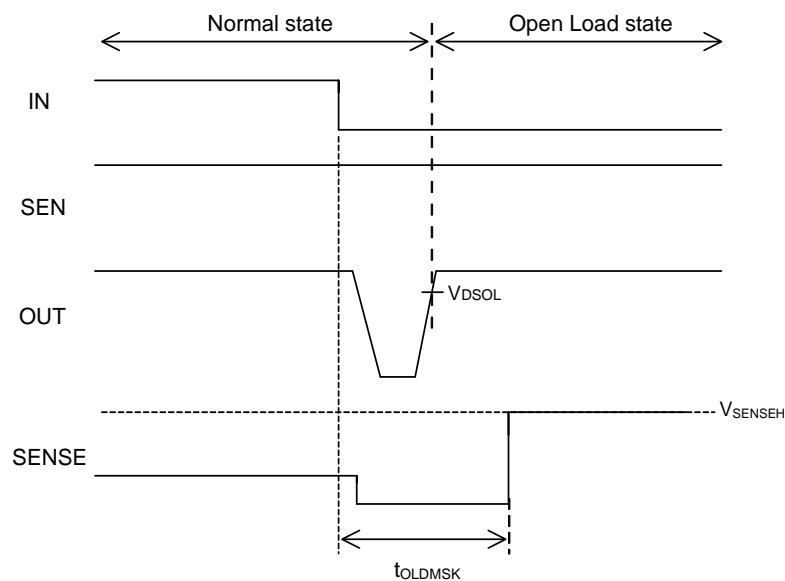 Normal state
Open Load state
IN
SEN
OUT
VDSOL
VSENSEH
SENSE
tOLDMSK